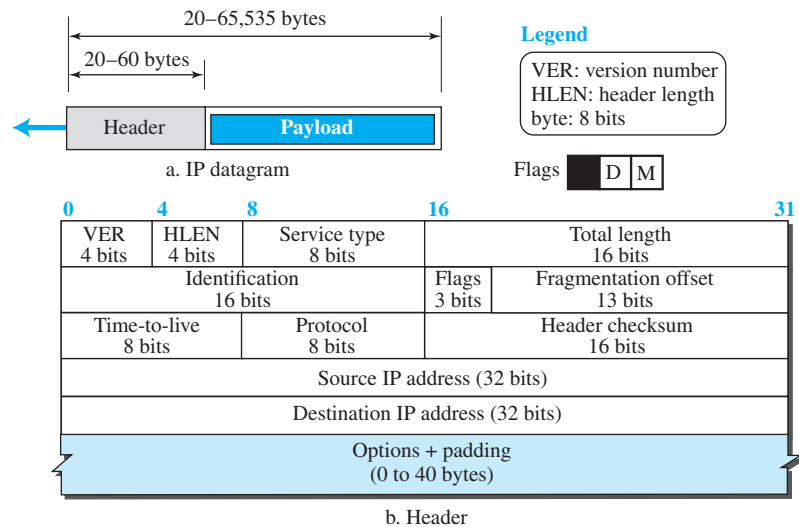 20–65,535 bytes
20–60 bytes
Header
Payload
a. IP datagram
Legend
VER: version number
HLEN: header length
byte: 8 bits
Flags D M
0 4 8 16 31
VER
4 bits
HLEN
4 bits
Service type
8 bits
Total length
16 bits
Identification
16 bits
Flags
3 bits
Fragmentation offset
13 bits
Time-to-live
8 bits
Protocol
8 bits
Header checksum
16 bits
Source IP address (32 bits)
Destination IP address (32 bits)
Options + padding
(0 to 40 bytes)
b. Header